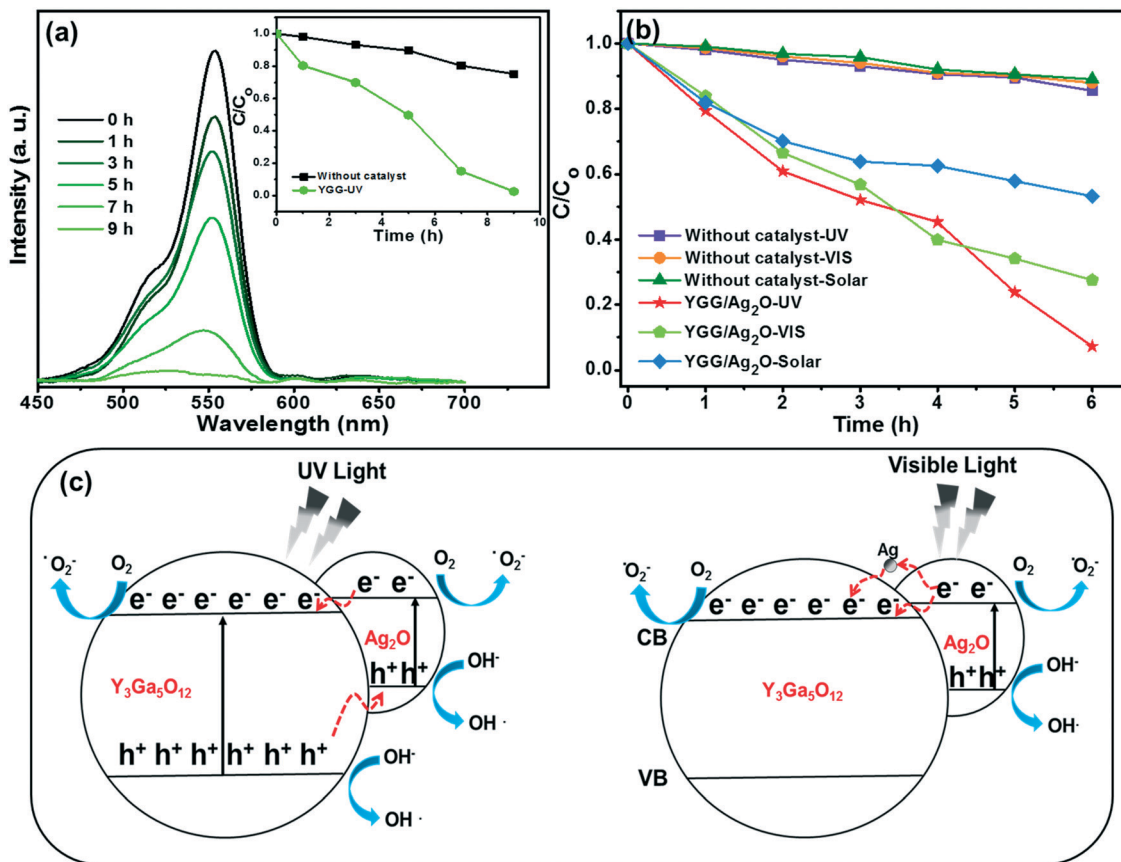 (a)
Intensity (a. u.)
0 h
1 h
3 h
5 h
7 h
9 h
450 500 550 600 650 700
Wavelength (nm)
C/Co
1.0
0.8
0.6
0.4
0.2
0.0
Without catalyst
YGG-UV
0 2 4 6 8 10
Time (h)
(b)
C/Co
1.0
0.8
0.6
0.4
0.2
0.0
Without catalyst-UV
Without catalyst-VIS
Without catalyst-Solar
YGG/Ag2O-UV
YGG/Ag2O-VIS
YGG/Ag2O-Solar
0 1 2 3 4 5 6
Time (h)
(c)
UV Light
·O2- O2
e- e- e- e- e- e-
e- e-
O2 ·O2-
Ag2O
h+ h+
OH-
OH·
Y3Ga5O12
h+ h+ h+ h+ h+ h+
OH-
OH ·
Visible Light
Ag
·O2- O2
e- e- e- e- e- e-
e- e-
O2 ·O2-
CB
Ag2O
h+ h+
OH-
OH·
Y3Ga5O12
VB